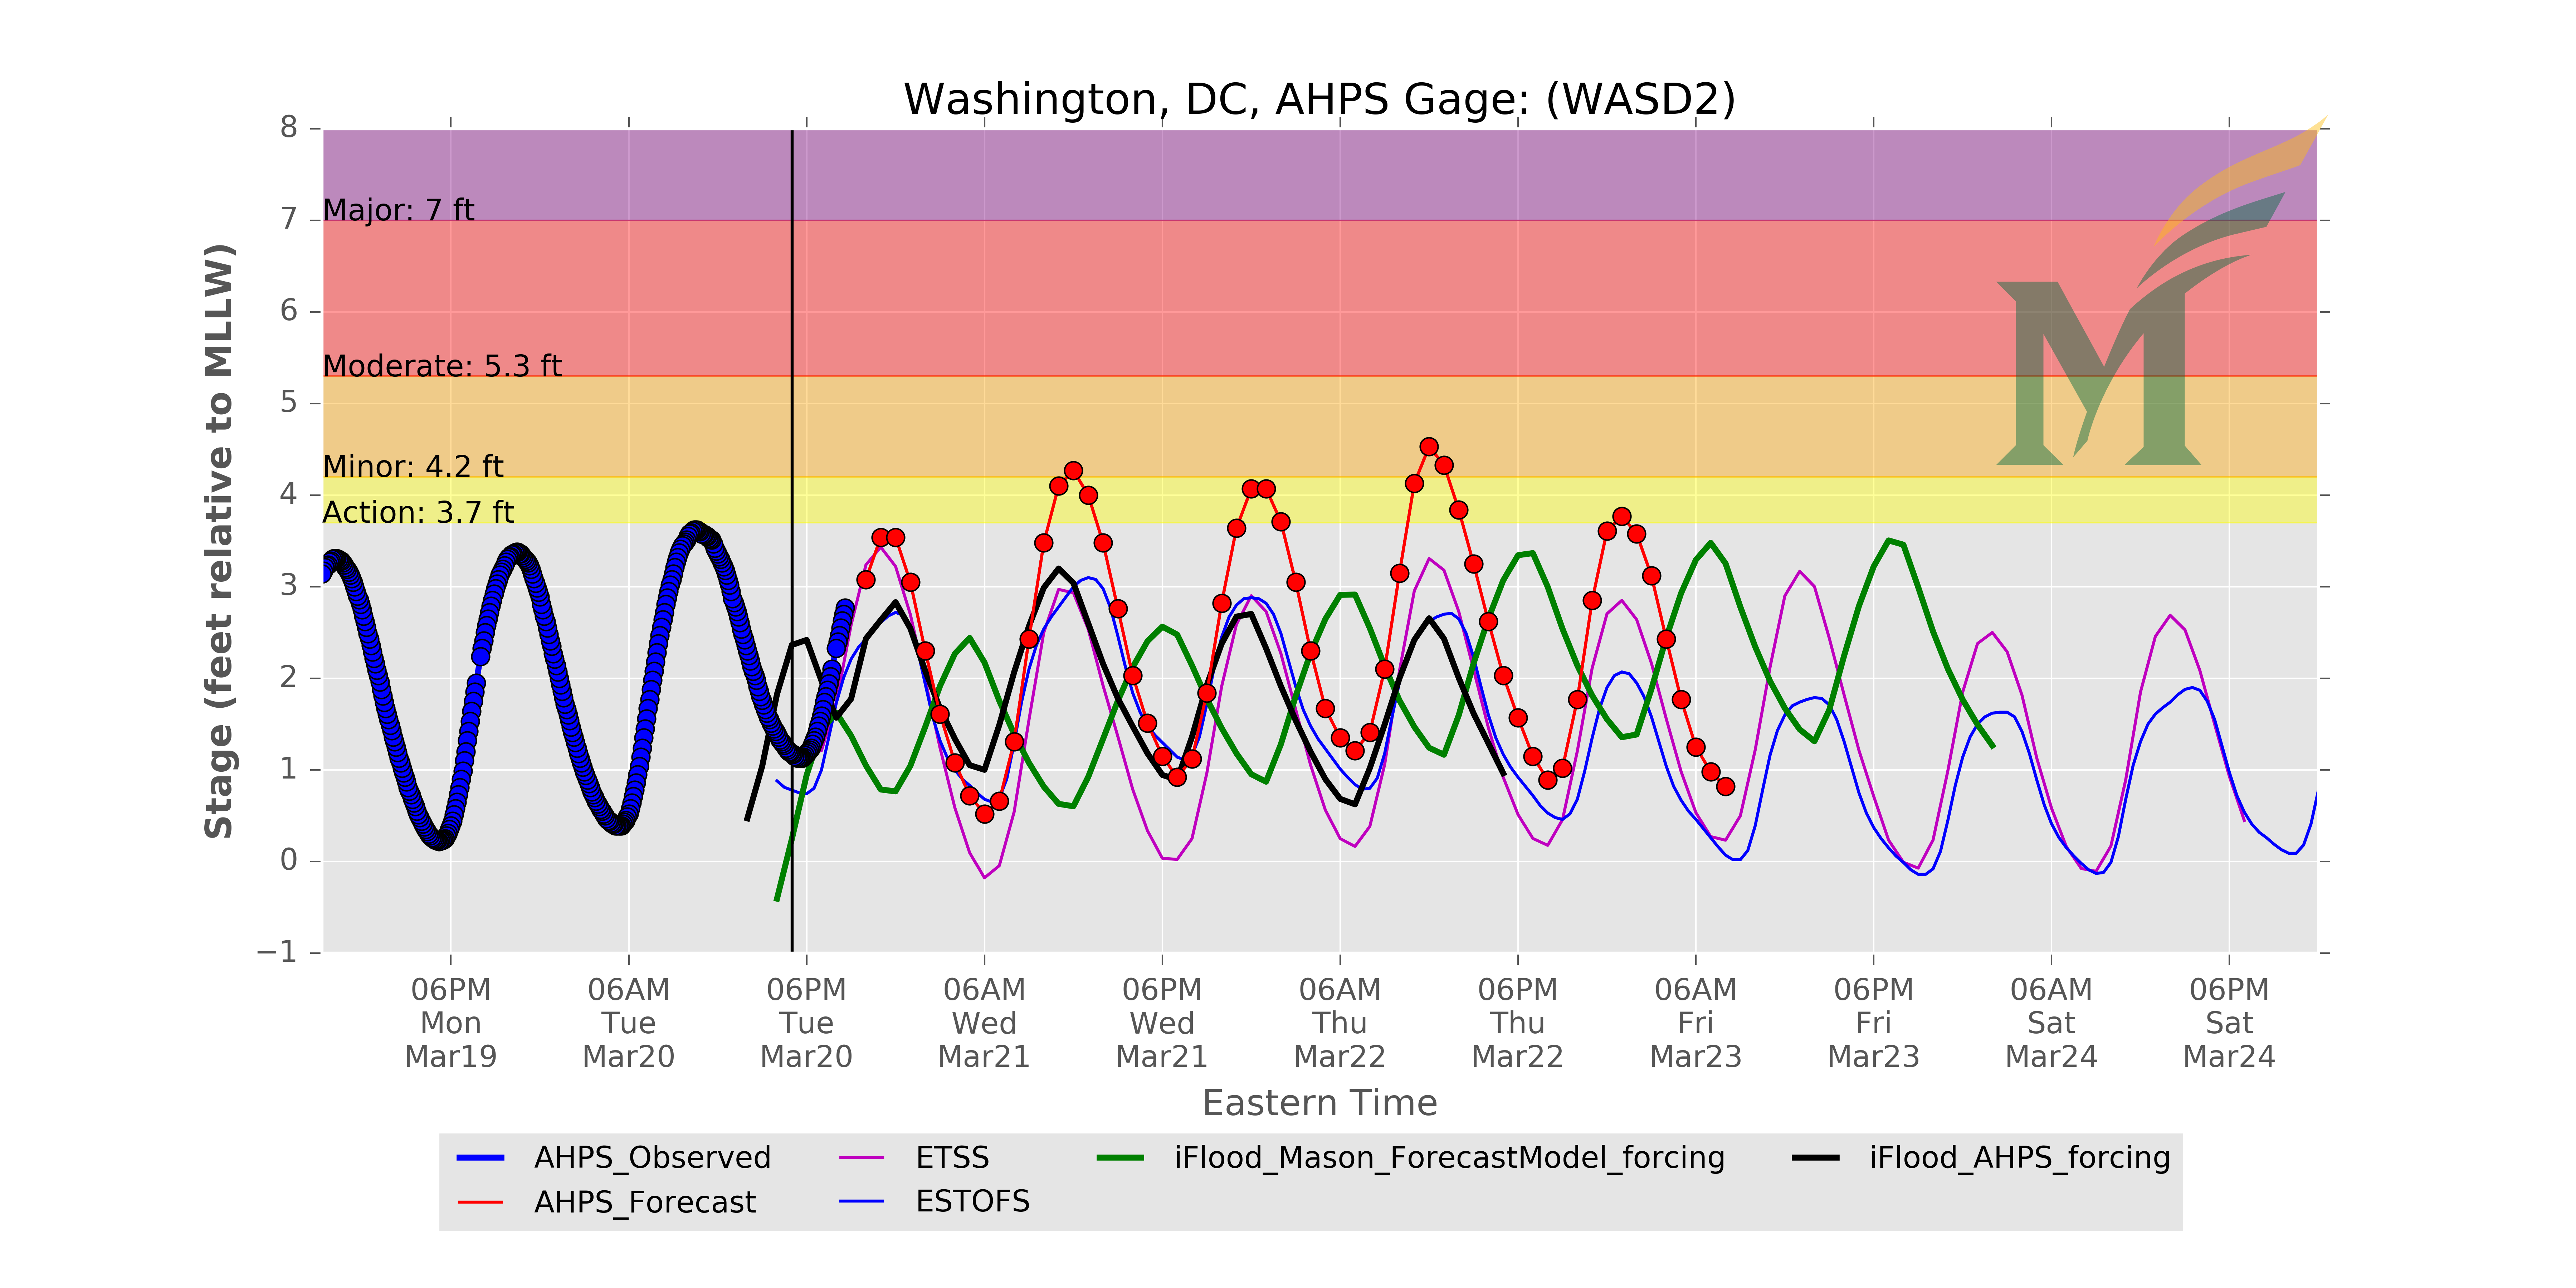 Washington, DC, AHPS Gage: (WASD2)
Stage (feet relative to MLLW)
8
7
6
5
4
3
2
1
0
−1
Major: 7 ft
Moderate: 5.3 ft
Minor: 4.2 ft
Action: 3.7 ft
M
06PM 06AM 06PM 06AM 06PM 06AM 06PM 06AM 06PM 06AM 06PM
Mon Tue Tue Wed Wed Thu Thu Fri Fri Sat Sat
Mar19 Mar20 Mar20 Mar21 Mar21 Mar22 Mar22 Mar23 Mar23 Mar24 Mar24
Eastern Time
AHPS_Observed ETSS iFlood_Mason_ForecastModel_forcing iFlood_AHPS_forcing
AHPS_Forecast ESTOFS